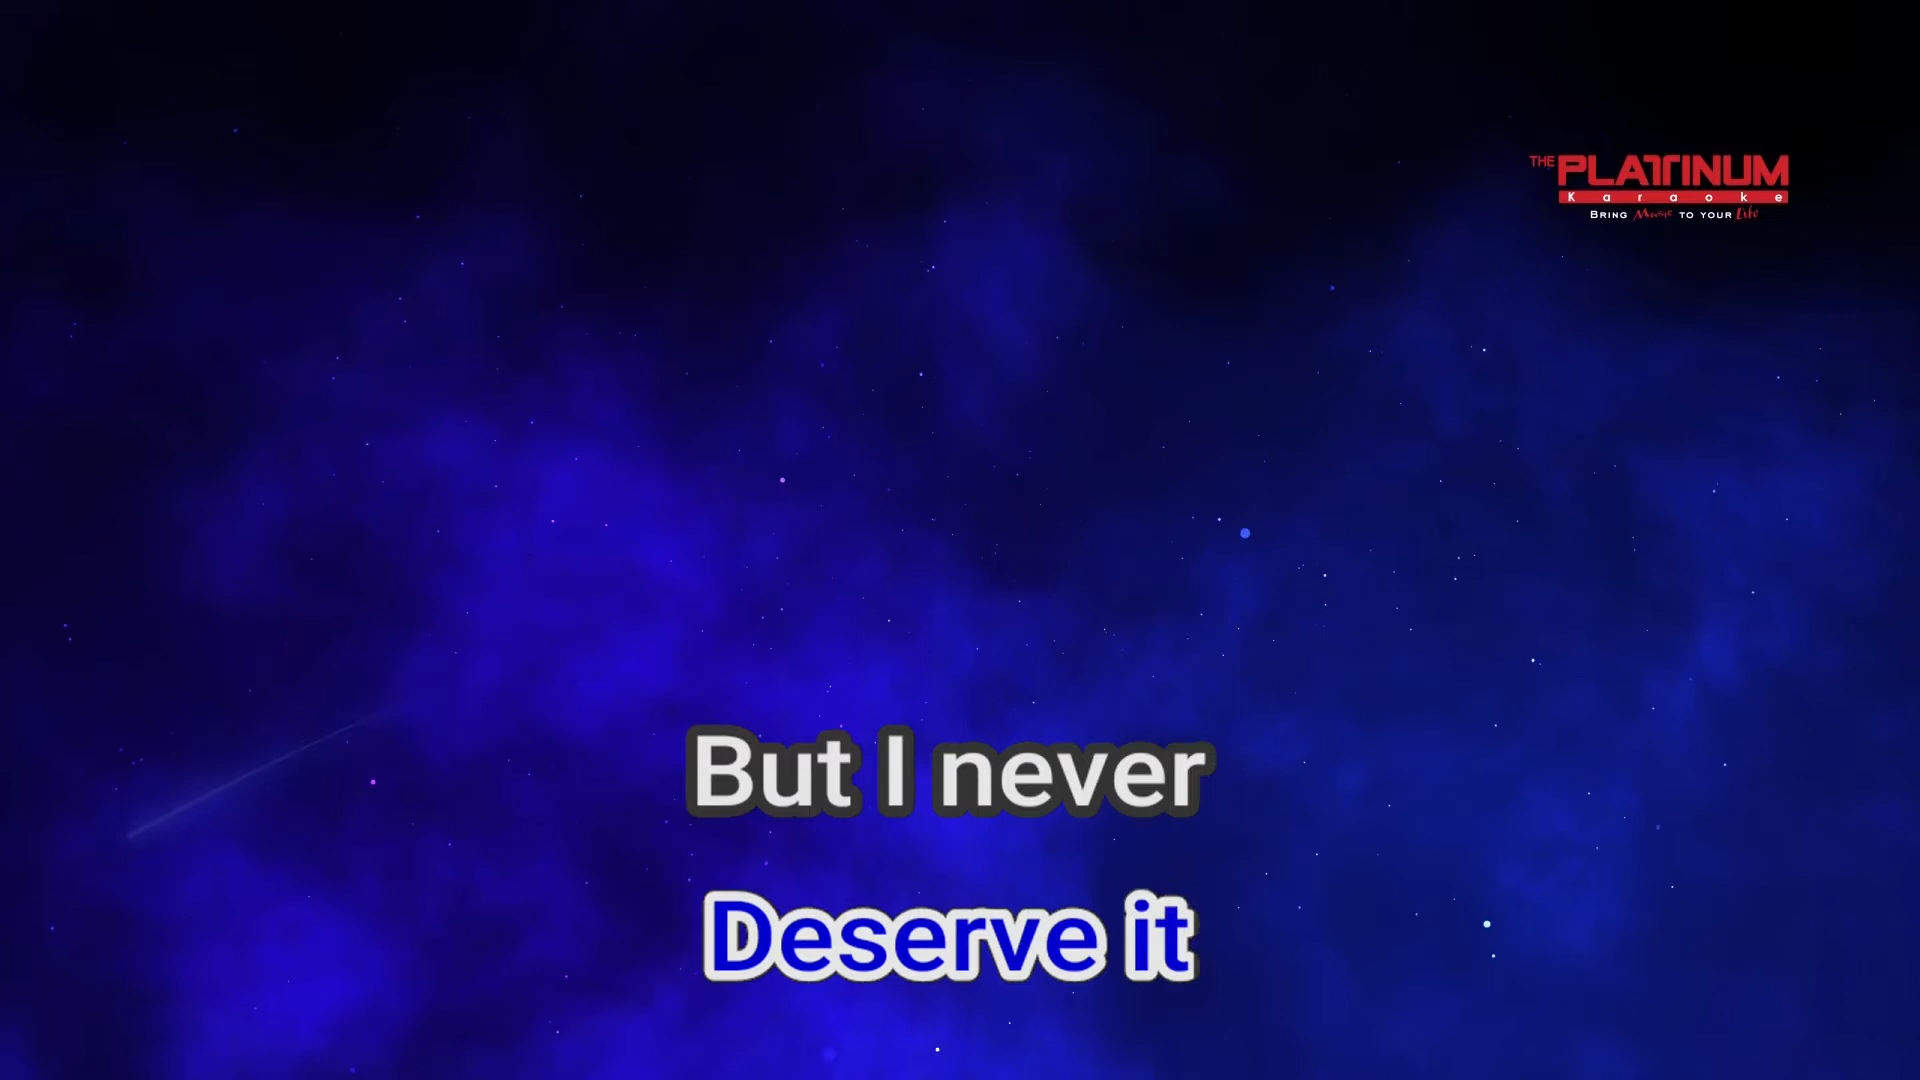 THE PLATINUM
Karaoke
BRING Music TO YOUR Life
But I never
Deserve it